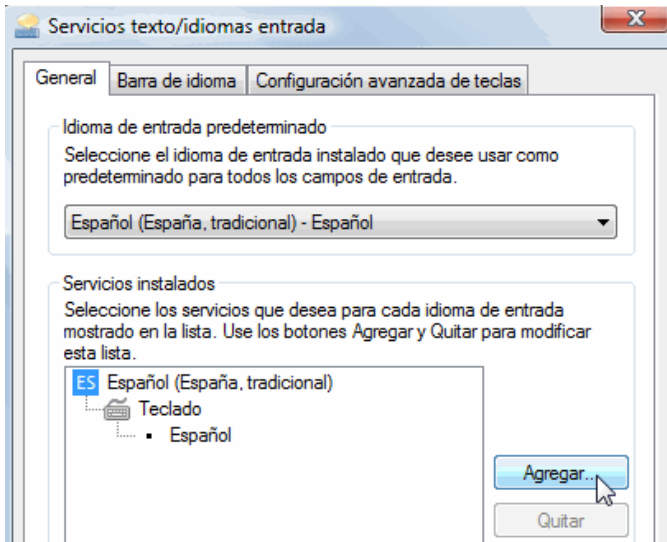 Servicios texto/idiomas entrada
General
Barra de idioma
Configuración avanzada de teclas
Idioma de entrada predeterminado
Seleccione el idioma de entrada instalado que desee usar como
predeterminado para todos los campos de entrada.
Español (España, tradicional) - Español
Servicios instalados
Seleccione los servicios que desea para cada idioma de entrada
mostrado en la lista. Use los botones Agregar y Quitar para modificar
esta lista.
ES Español (España, tradicional)
Teclado
Español
Agregar...
Quitar